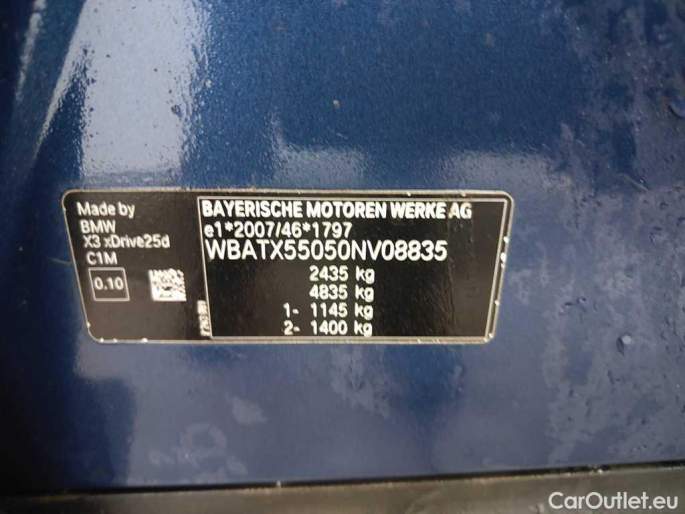 Made by
BMW
X3 xDrive25d
C1M
0.10
BAYERISCHE MOTOREN WERKE AG
e1*2007/46*1797
WBATX55050NV08835
2435 kg
4835 kg
1- 1145 kg
2- 1400 kg
CarOutlet.eu